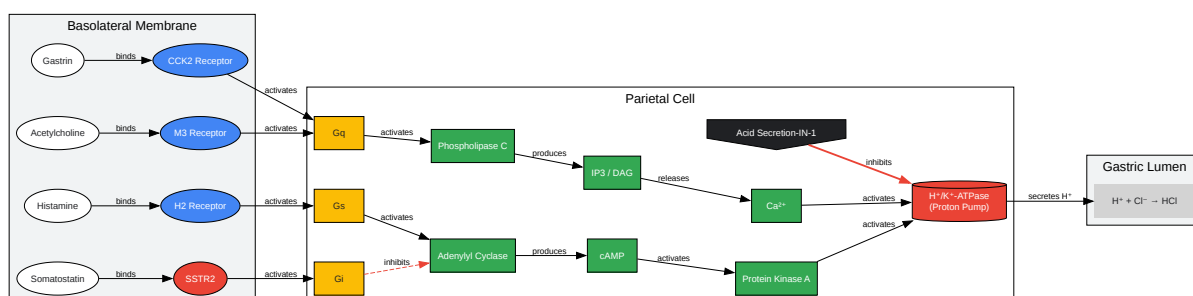 Basolateral Membrane
Gastrin
binds
CCK2 Receptor
activates
Acetylcholine
binds
M3 Receptor
activates
Histamine
binds
H2 Receptor
activates
Somatostatin
binds
SSTR2
activates
Parietal Cell
Gq
activates
Phospholipase C
produces
IP3 / DAG
releases
Ca²⁺
activates
Acid Secretion-IN-1
inhibits
Gs
activates
Gi
inhibits
Adenylyl Cyclase
produces
cAMP
activates
Protein Kinase A
activates
H⁺/K⁺-ATPase
(Proton Pump)
secretes H⁺
Gastric Lumen
H⁺ + Cl⁻ → HCl